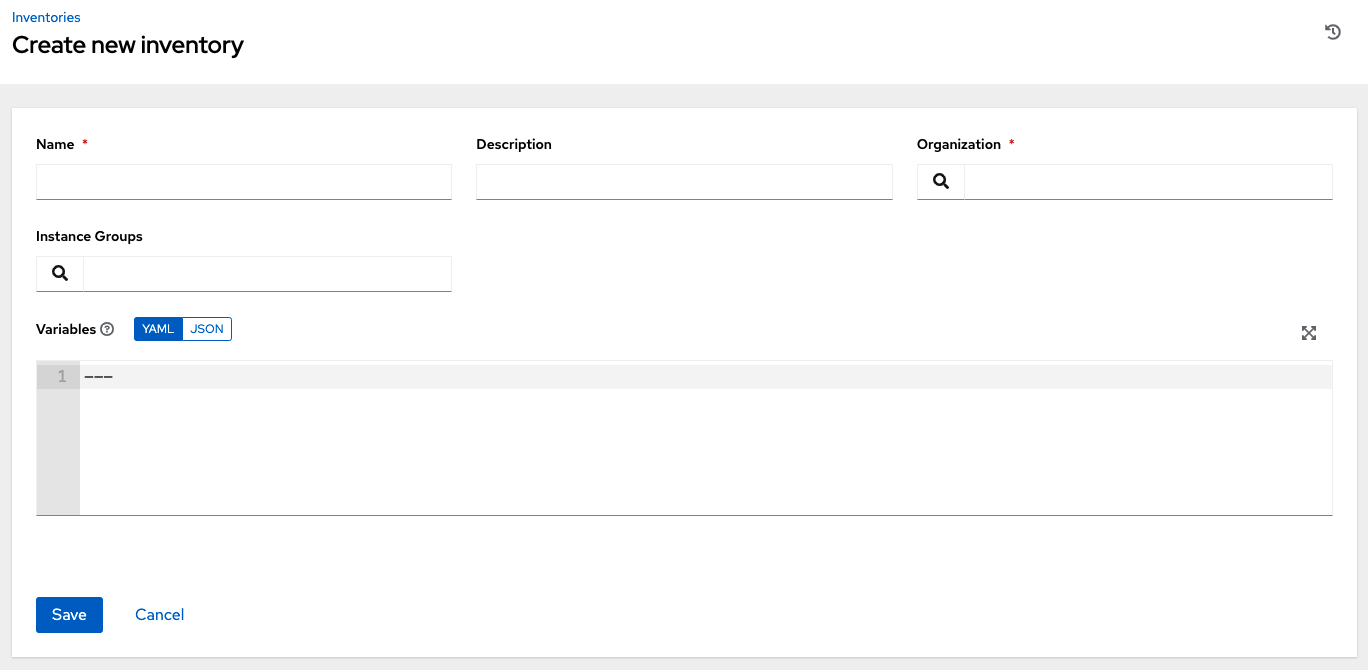 Inventories
Create new inventory
Name *
Description
Organization *
Instance Groups
Variables
YAML JSON
1 ---
Save Cancel